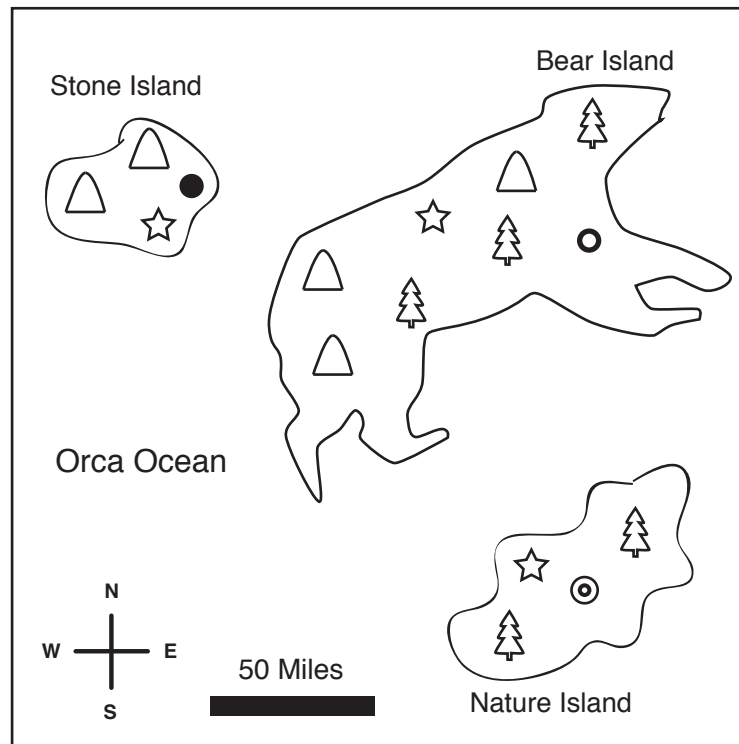 Bear Island
Stone Island
Orca Ocean
N
W E
S
50 Miles
Nature Island